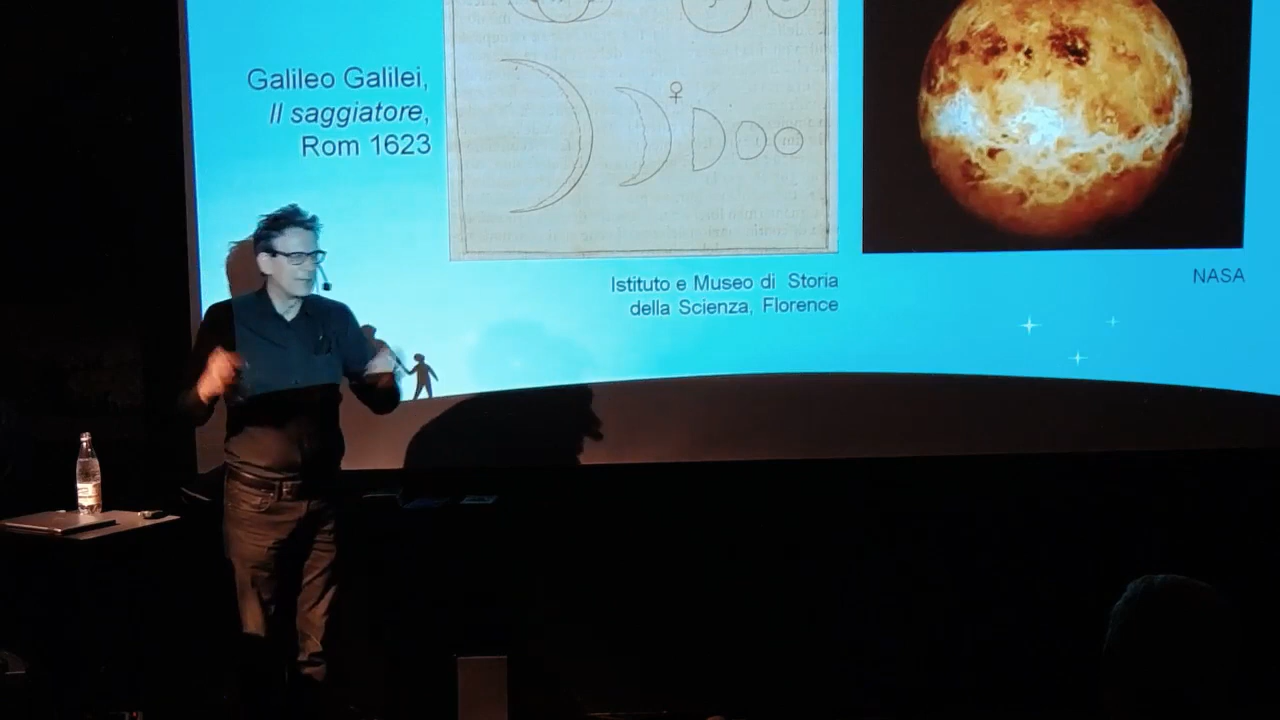 Galileo Galilei,
Il saggiatore,
Rom 1623
♀
Istituto e Museo di Storia
della Scienza, Florence
NASA